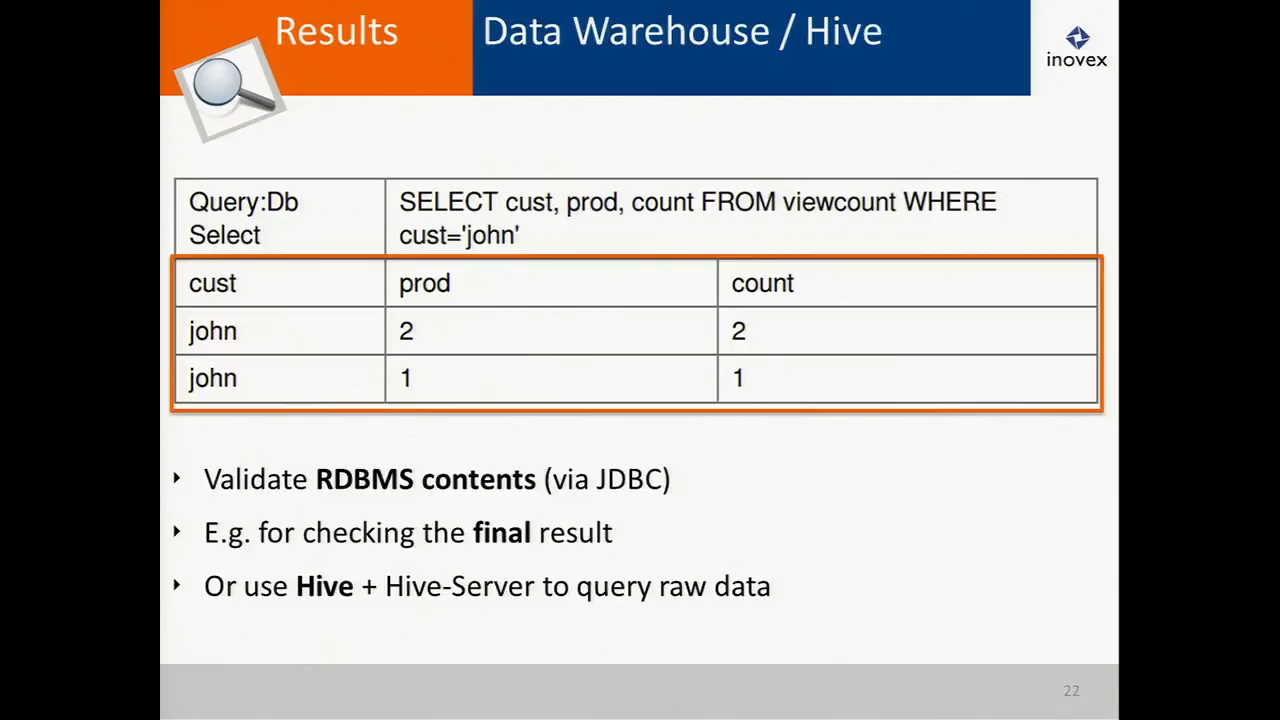 Results Data Warehouse / Hive
inovex
Query:Db SELECT cust, prod, count FROM viewcount WHERE
Select cust='john'
cust prod count
john 2 2
john 1 1
‣ Validate RDBMS contents (via JDBC)
‣ E.g. for checking the final result
‣ Or use Hive + Hive-Server to query raw data
22